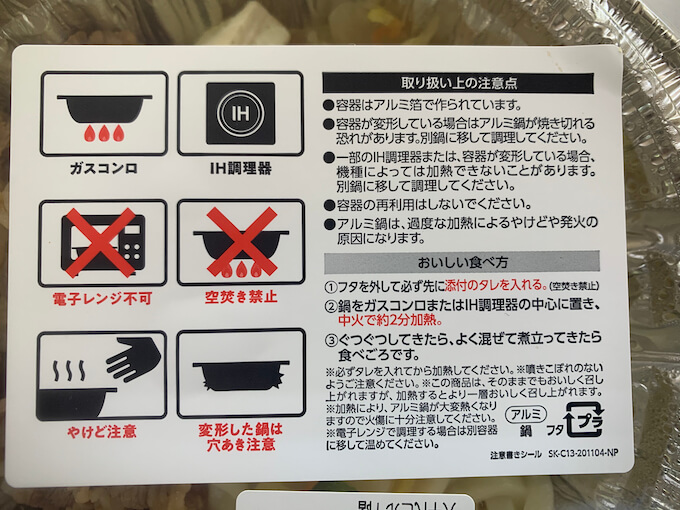 ガスコンロ
IH
IH調理器
電子レンジ不可
空焚き禁止
やけど注意
変形した鍋は
穴あき注意
取り扱い上の注意点
●容器はアルミ箔で作られています。
●容器が変形している場合はアルミ鍋が焼き切れる
恐れがあります。別鍋に移して調理してください。
●一部のIH調理器または、容器が変形している場合、
機種によっては加熱できないことがあります。
別鍋に移して調理してください。
●容器の再利用はしないでください。
●アルミ鍋は、過度な加熱によるやけどや発火の
原因になります。
おいしい食べ方
①フタを外して必ず先に添付のタレを入れる。(空焚き禁止)
②鍋をガスコンロまたはIH調理器の中心に置き、
中火で約2分加熱。
③ぐつぐつしてきたら、よく混ぜて煮立ってきたら
食べごろです。
※必ずタレを入れてから加熱してください。※噴きこぼれのない
ようご注意ください。※この商品は、そのままでもおいしく召し
上がれますが、加熱するとより一層おいしく召し上がれます。
※加熱により、アルミ鍋が大変熱くなり
ますので火傷に十分注意してください。
※電子レンジで調理する場合は別容器
に移して温めてください。
アルミ
鍋
フタ
プラ
注意書きシール SK-C13-201104-NP